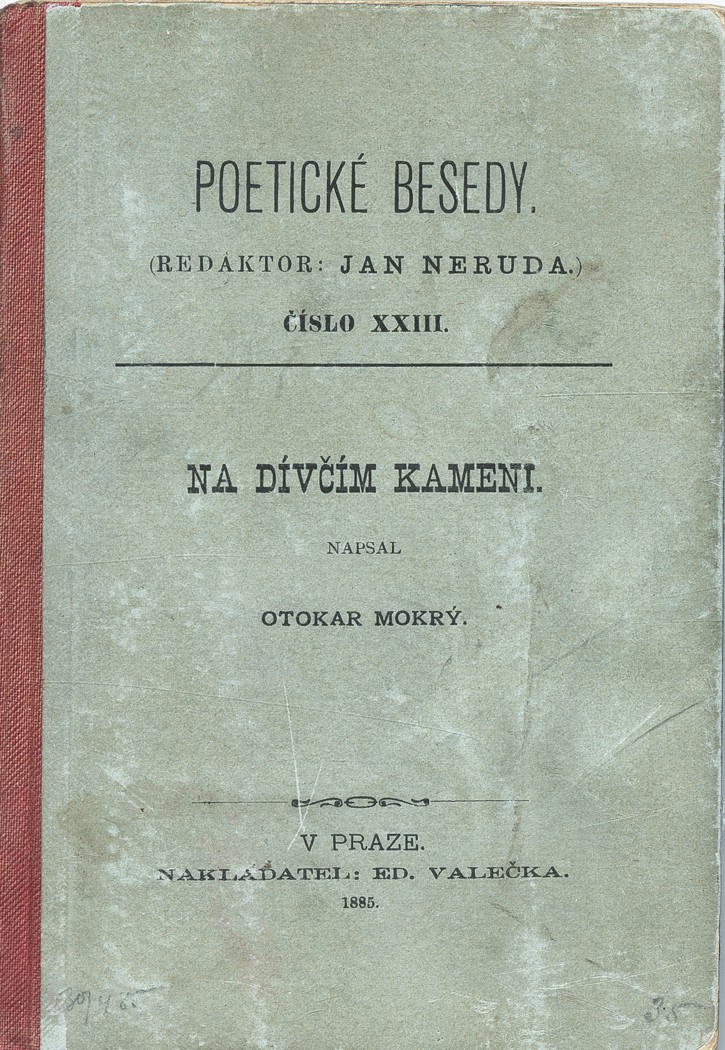 POETICKÉ BESEDY.
(REDAKTOR: JAN NERUDA.)
ČÍSLO XXIII.
NA DÍVČÍM KAMENI.
NAPSAL
OTOKAR MOKRÝ.
V PRAZE.
NAKLADATEL: ED. VALEČKA.
1885.